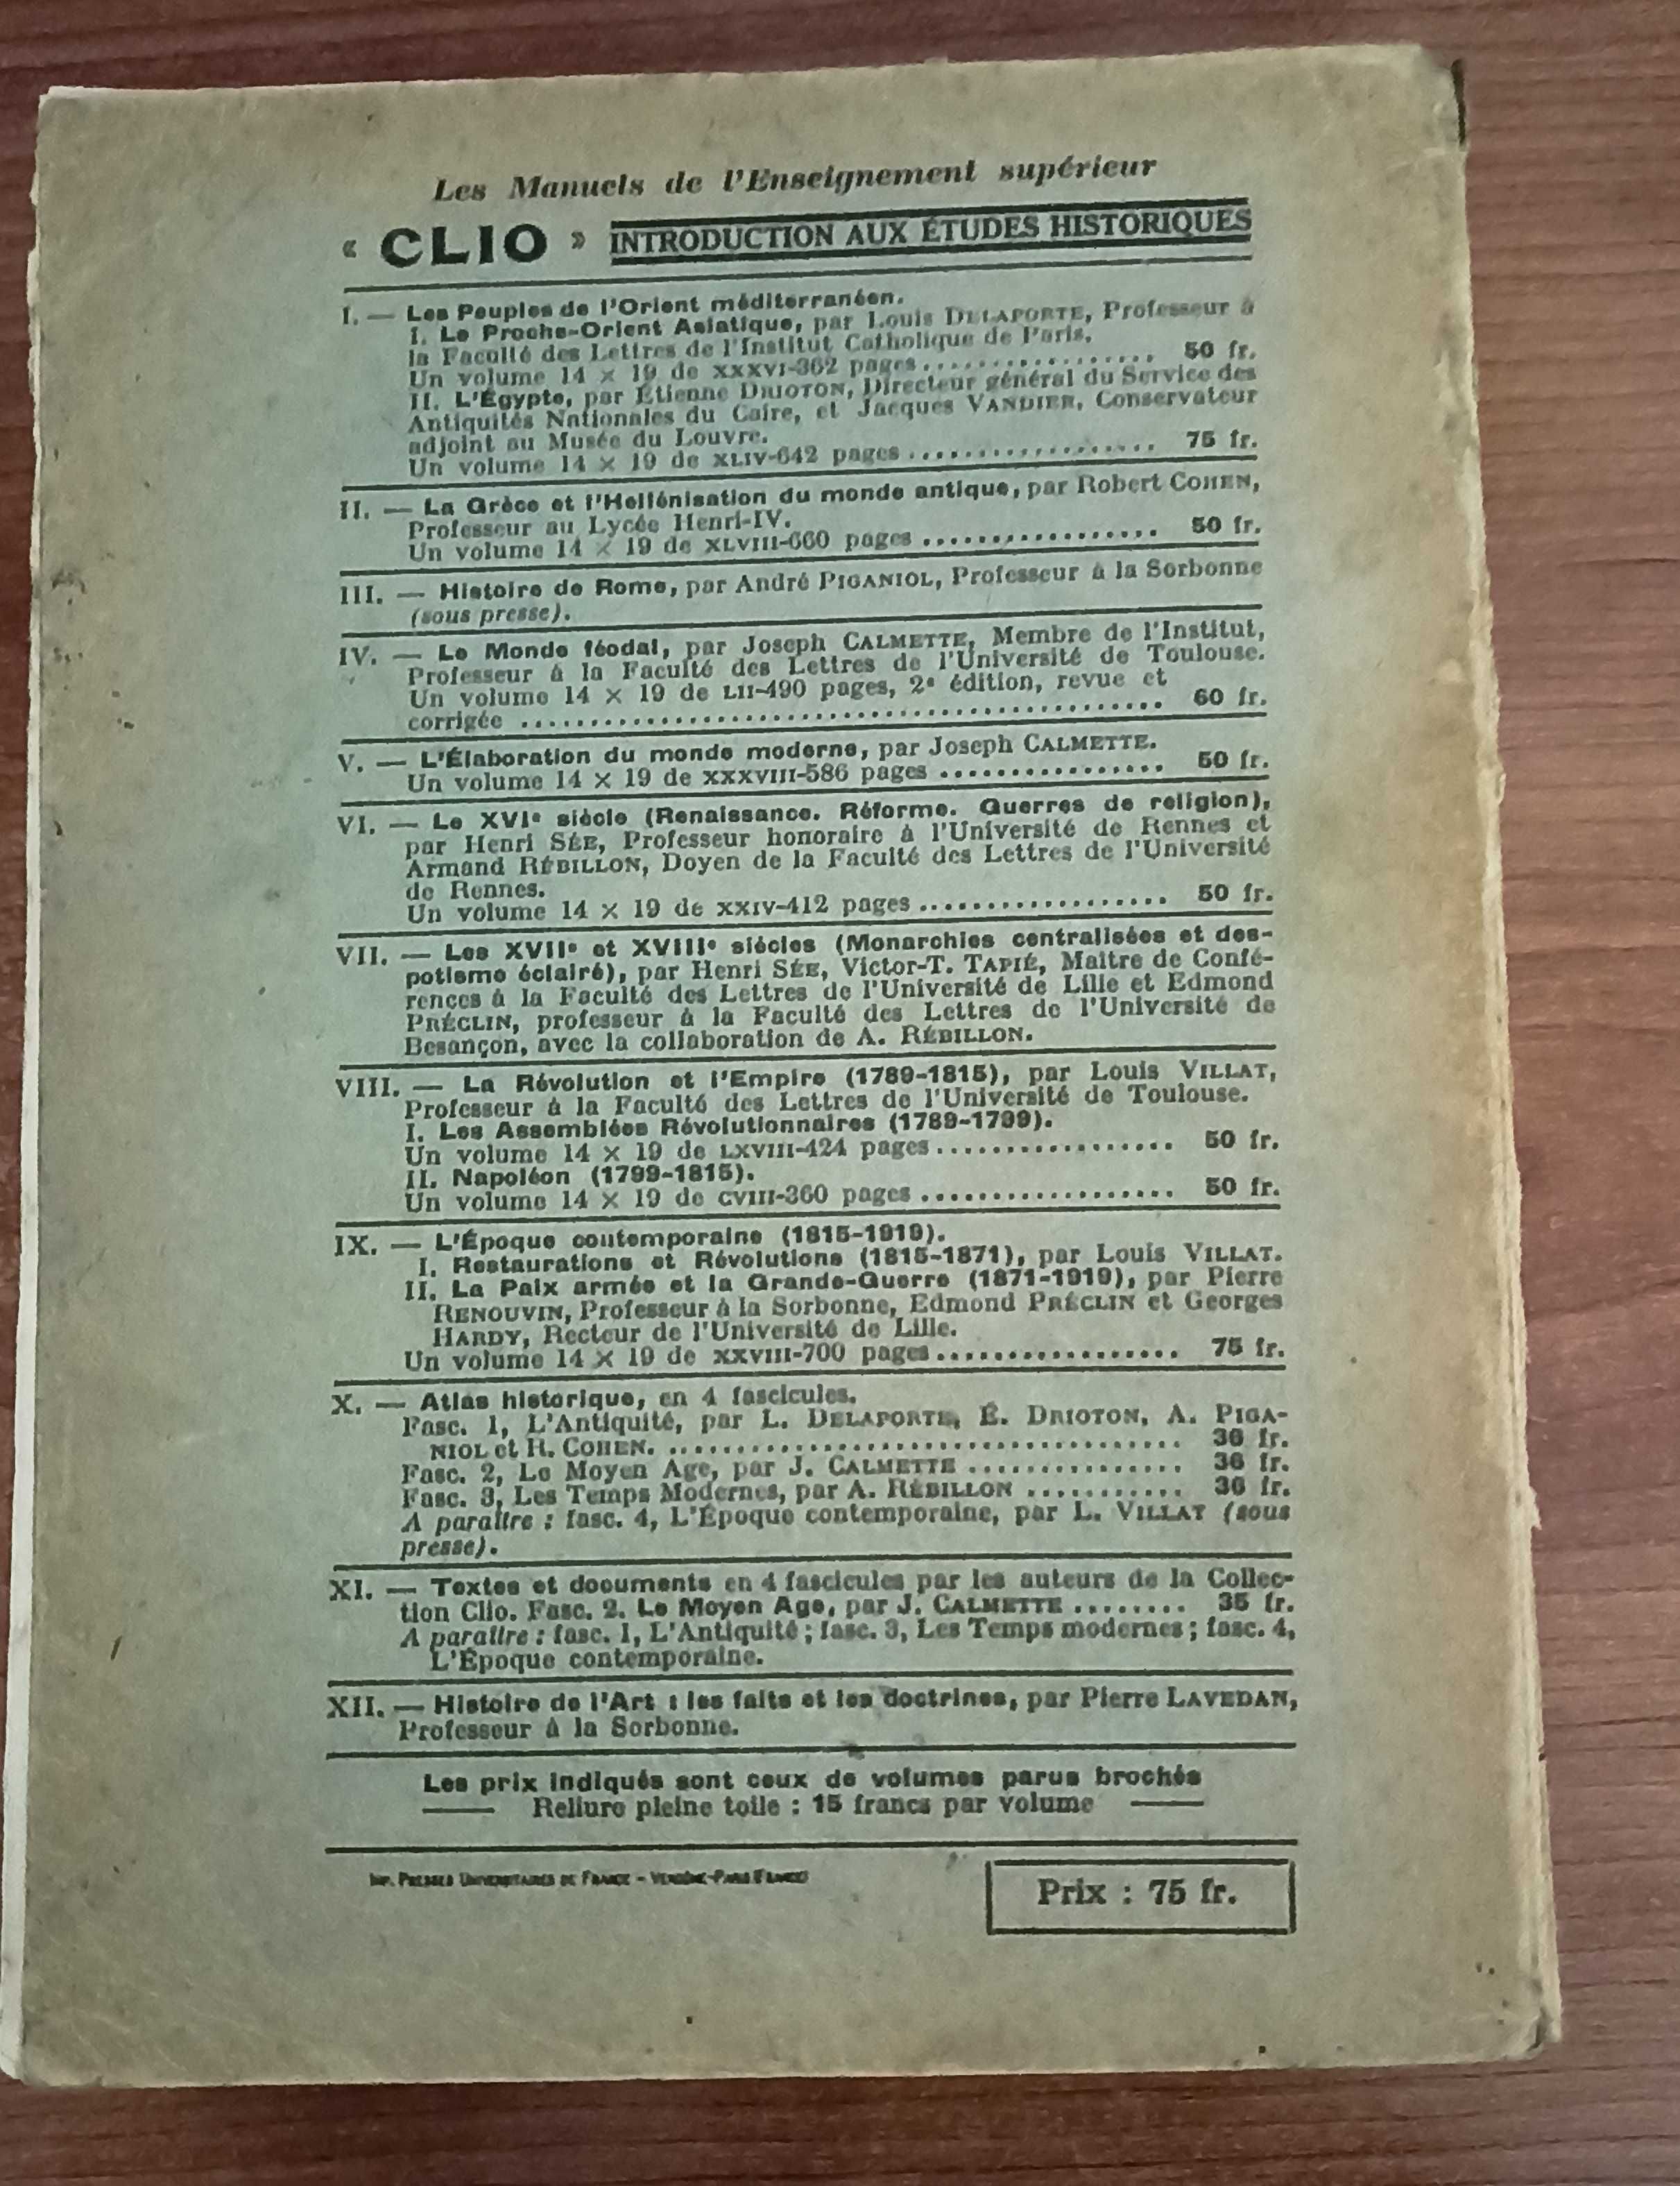 Les Manuels de l'Enseignement supérieur
« CLIO » INTRODUCTION AUX ÉTUDES HISTORIQUES
I. — Les Peuples de l'Orient méditerranéen.
I. Le Proche-Orient Asiatique, par Louis DELAPORTE, Professeur à
la Faculté des Lettres de l'Institut Catholique de Paris.
Un volume 14 × 19 de XXXVI-362 pages................. 50 fr.
II. L'Égypte, par Étienne DRIOTON, Directeur général du Service des
Antiquités Nationales du Caire, et Jacques VANDIER, Conservateur
adjoint au Musée du Louvre.
Un volume 14 × 19 de XLIV-642 pages .................. 75 fr.
II. — La Grèce et l'Hellénisation du monde antique, par Robert COHEN,
Professeur au Lycée Henri-IV.
Un volume 14 × 19 de XLVIII-660 pages ................. 50 fr.
III. — Histoire de Rome, par André PIGANIOL, Professeur à la Sorbonne
(sous presse).
IV. — Le Monde féodal, par Joseph CALMETTE, Membre de l'Institut,
Professeur à la Faculté des Lettres de l'Université de Toulouse.
Un volume 14 × 19 de LII-490 pages, 2e édition, revue et
corrigée ............................................... 60 fr.
V. — L'Élaboration du monde moderne, par Joseph CALMETTE.
Un volume 14 × 19 de XXXVIII-586 pages ................ 50 fr.
VI. — Le XVIe siècle (Renaissance. Réforme. Guerres de religion),
par Henri SÉE, Professeur honoraire à l'Université de Rennes et
Armand RÉBILLON, Doyen de la Faculté des Lettres de l'Université
de Rennes.
Un volume 14 × 19 de XXIV-412 pages .................. 50 fr.
VII. — Les XVIIe et XVIIIe siècles (Monarchies centralisées et des-
potisme éclairé), par Henri SÉE, Victor-T. TAPIÉ, Maître de Confé-
rences à la Faculté des Lettres de l'Université de Lille et Edmond
PRÉCLIN, professeur à la Faculté des Lettres de l'Université de
Besançon, avec la collaboration de A. RÉBILLON.
VIII. — La Révolution et l'Empire (1789-1815), par Louis VILLAT,
Professeur à la Faculté des Lettres de l'Université de Toulouse.
I. Les Assemblées Révolutionnaires (1789-1799).
Un volume 14 × 19 de LXVIII-424 pages................. 50 fr.
II. Napoléon (1799-1815).
Un volume 14 × 19 de CVIII-360 pages .................. 50 fr.
IX. — L'Époque contemporaine (1815-1919).
I. Restaurations et Révolutions (1815-1871), par Louis VILLAT.
II. La Paix armée et la Grande-Guerre (1871-1919), par Pierre
RENOUVIN, Professeur à la Sorbonne, Edmond PRÉCLIN et Georges
HARDY, Recteur de l'Université de Lille.
Un volume 14 × 19 de XXVIII-700 pages.................. 75 fr.
X. — Atlas historique, en 4 fascicules.
Fasc. 1, L'Antiquité, par L. DELAPORTE, É. DRIOTON, A. PIGA-
NIOL et R. COHEN. ..................................... 36 fr.
Fasc. 2, Le Moyen Age, par J. CALMETTE ................ 36 fr.
Fasc. 3, Les Temps Modernes, par A. RÉBILLON ............ 36 fr.
A paraître : fasc. 4, L'Époque contemporaine, par L. VILLAT (sous
presse).
XI. — Textes et documents en 4 fascicules par les auteurs de la Collec-
tion Clio. Fasc. 2. Le Moyen Age, par J. CALMETTE ........ 35 fr.
A paraître : fasc. 1, L'Antiquité ; fasc. 3, Les Temps modernes ; fasc. 4,
L'Époque contemporaine.
XII. — Histoire de l'Art : les faits et les doctrines, par Pierre LAVEDAN,
Professeur à la Sorbonne.
Les prix indiqués sont ceux de volumes parus brochés
Reliure pleine toile : 15 francs par volume
IMP. PRESSES UNIVERSITAIRES DE FRANCE - VENDÔME-PARIS (FRANCE)
Prix : 75 fr.